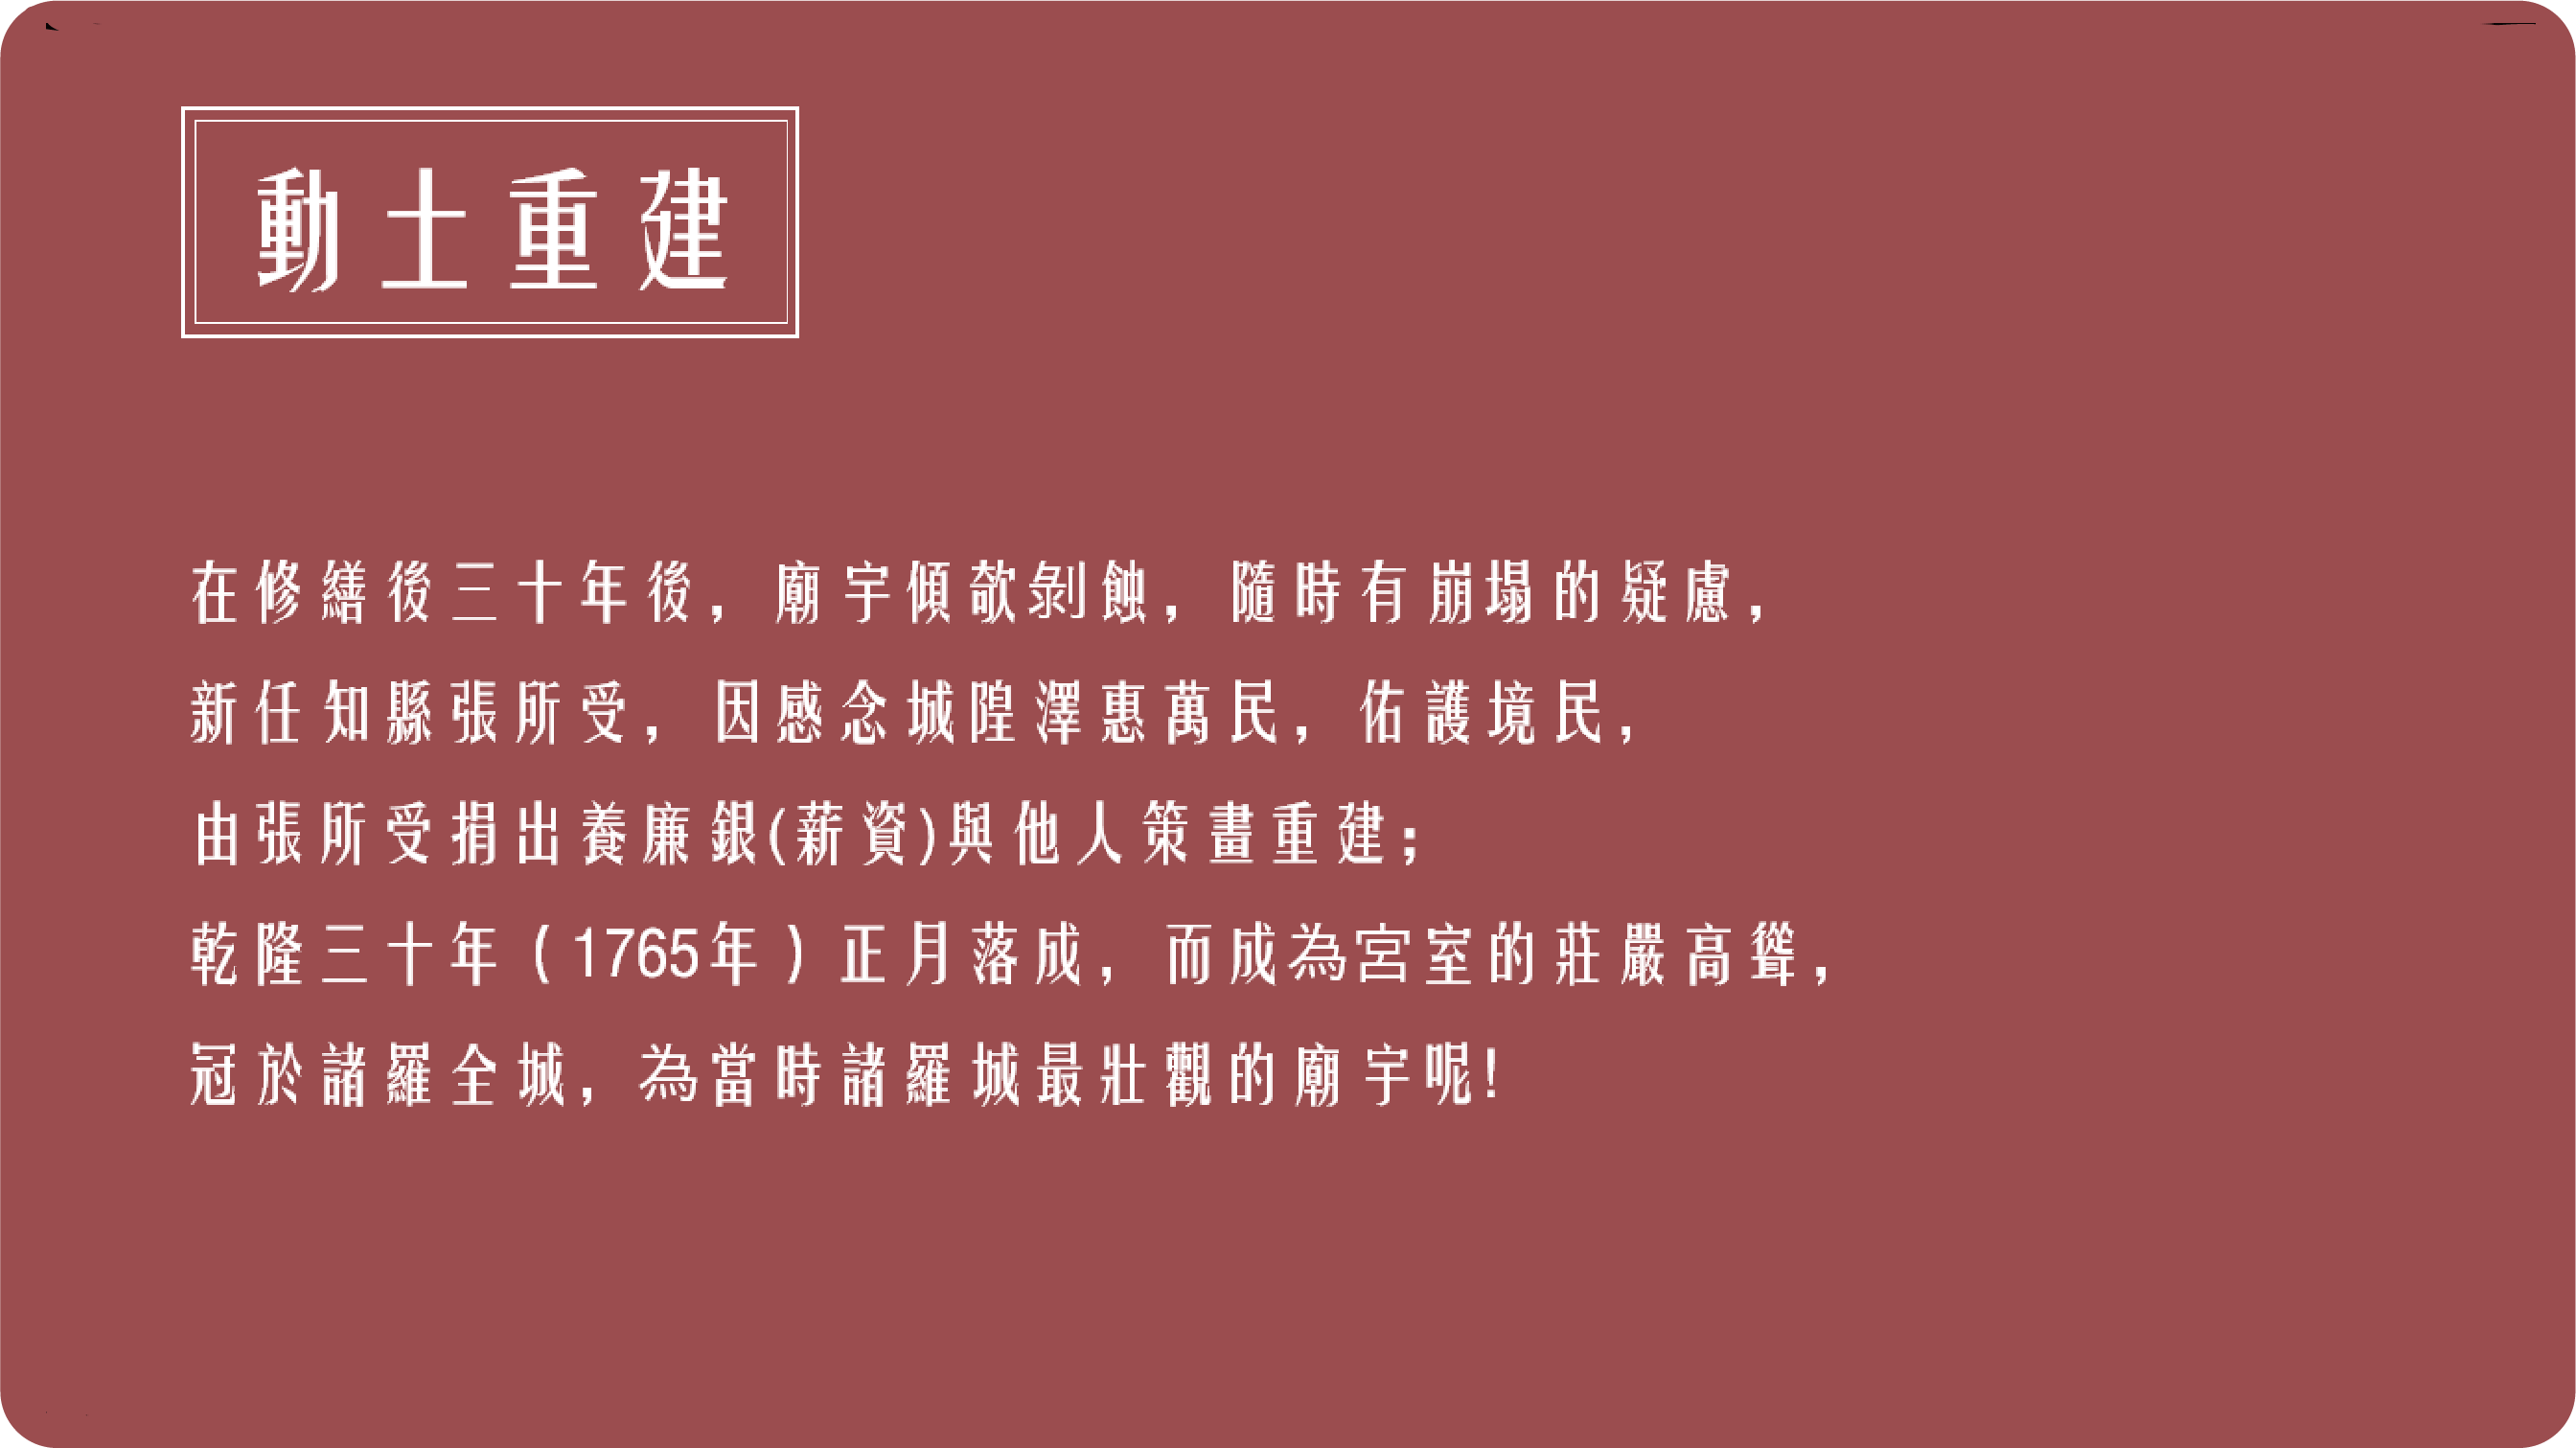 動土重建
在修繕後三十年後，廟宇傾欹剝蝕，隨時有崩塌的疑慮，
新任知縣張所受，因感念城隍澤惠萬民，佑護境民，
由張所受捐出養廉銀(薪資)與他人策畫重建；
乾隆三十年（1765年）正月落成，而成為宮室的莊嚴高聳，
冠於諸羅全城，為當時諸羅城最壯觀的廟宇呢!